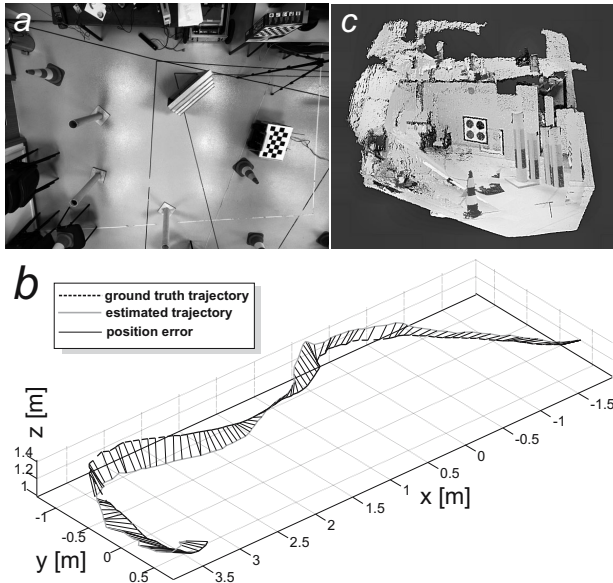 a
c
b
ground truth trajectory
estimated trajectory
position error
z [m]
1.4
1.2
1
-1
-0.5
0
0.5
y [m]
3.5
3
2.5
2
1.5
1
0.5
0
-0.5
-1
-1.5
x [m]